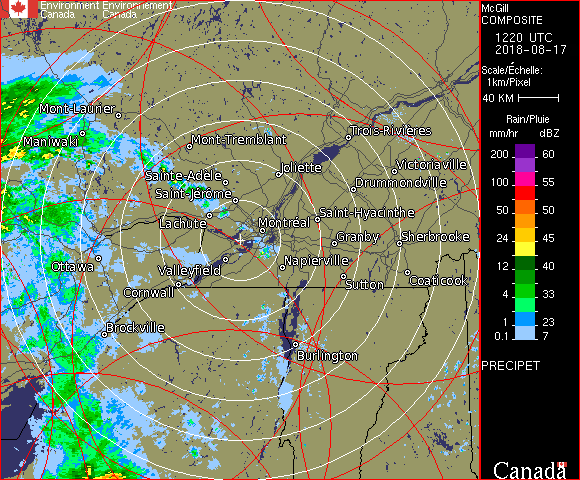 Environment Environnement
Canada Canada
McGill
COMPOSITE
1220 UTC
2018-08-17
Scale/Échelle:
1km/Pixel
40 KM
Rain/Pluie
mm/hr dBZ
200 60
100 55
50 50
24 45
12 40
4 33
1 23
0.1 7
PRECIPET
Canada
Mont-Laurier
Maniwaki
Mont-Tremblant
Trois-Rivières
Joliette
Victoriaville
Sainte-Adèle
Drummondville
Saint-Jérôme
Lachute
Saint-Hyacinthe
Montréal
Granby
Sherbrooke
Ottawa
Valleyfield
Napierville
Cornwall
Sutton
Coaticook
Brockville
Burlington